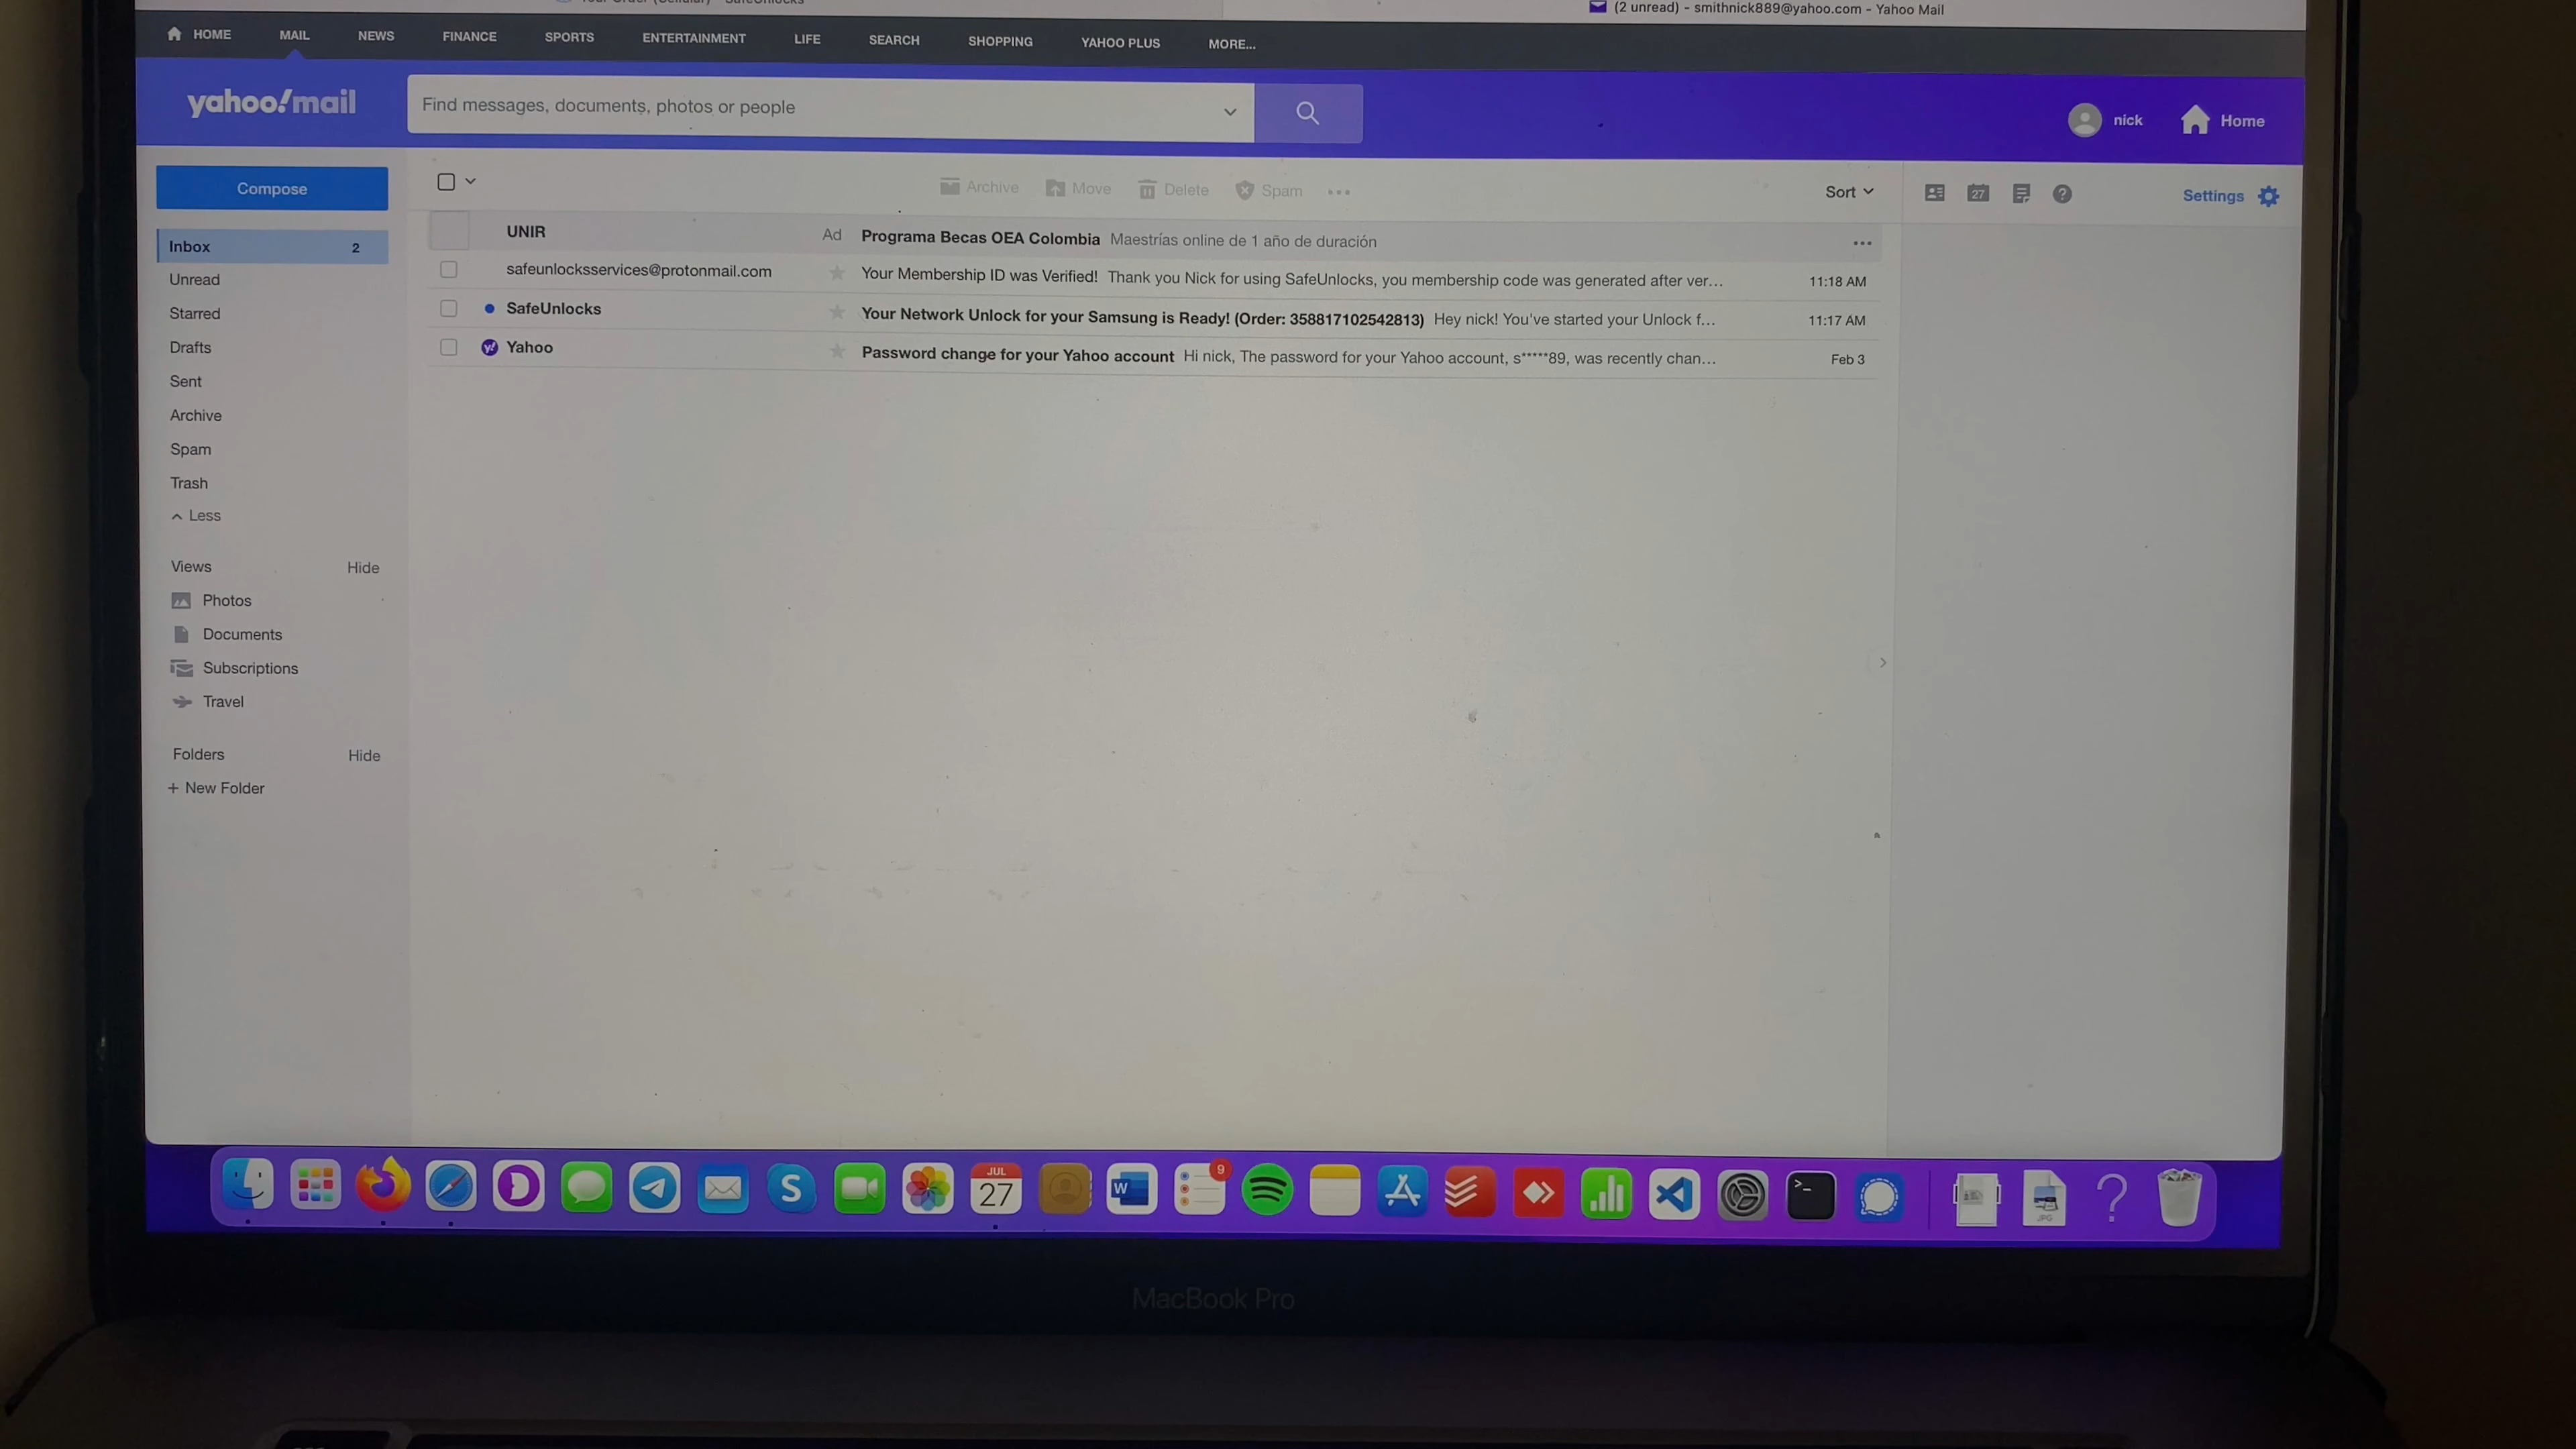 (2 unread) - smithnick889@yahoo.com - Yahoo Mail
HOME MAIL NEWS FINANCE SPORTS ENTERTAINMENT LIFE SEARCH SHOPPING YAHOO PLUS MORE...
yahoo!mail Find messages, documents, photos or people nick Home
Compose Archive Move Delete Spam Sort 27 Settings
Inbox 2
Unread
Starred
Drafts
Sent
Archive
Spam
Trash
Less
Views Hide
Photos
Documents
Subscriptions
Travel
Folders Hide
+ New Folder
UNIR Ad Programa Becas OEA Colombia Maestrías online de 1 año de duración
safeunlocksservices@protonmail.com Your Membership ID was Verified! Thank you Nick for using SafeUnlocks, you membership code was generated after ver... 11:18 AM
SafeUnlocks Your Network Unlock for your Samsung is Ready! (Order: 358817102542813) Hey nick! You've started your Unlock f... 11:17 AM
Yahoo Password change for your Yahoo account Hi nick, The password for your Yahoo account, s*****89, was recently chan... Feb 3
JUL 9
27
JPG
MacBook Pro